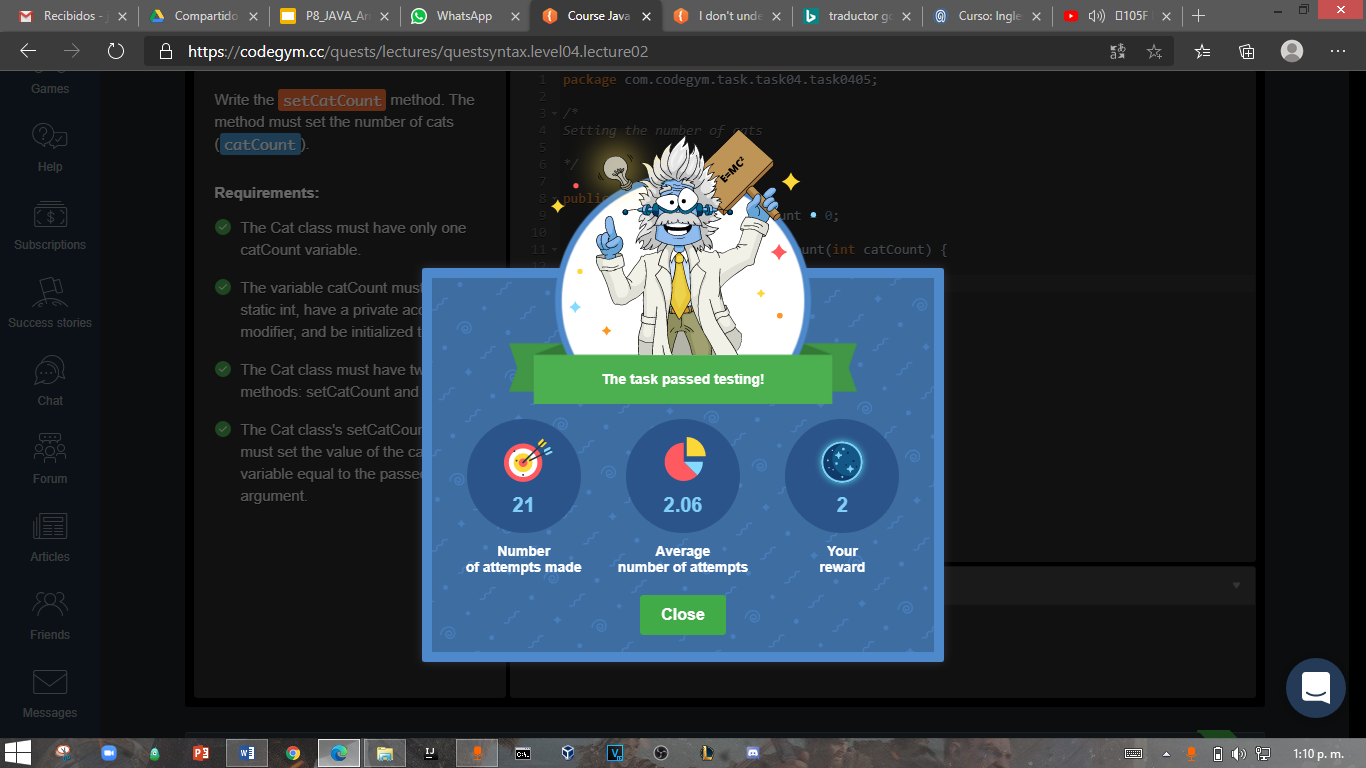 Recibidos - j
Compartido
P8_JAVA_Arr
WhatsApp
Course Java
I don't unde
traductor go
Curso: Ingle
105F
https://codegym.cc/quests/lectures/questsyntax.level04.lecture02
Games
Help
Subscriptions
Success stories
Chat
Forum
Articles
Friends
Messages
Write the setCatCount method. The
method must set the number of cats
(catCount).
Requirements:
The Cat class must have only one
catCount variable.
The variable catCount must
static int, have a private acc
modifier, and be initialized t
The Cat class must have tw
methods: setCatCount and
The Cat class's setCatCour
must set the value of the ca
variable equal to the passed
argument.
1 package com.codegym.task.task04.task0405;
2
3 /*
4 Setting the number of cats
5
6 */
7
8 public
9 ount = 0;
10
11 ount(int catCount) {
E=MC²
The task passed testing!
21
Number
of attempts made
2.06
Average
number of attempts
2
Your
reward
Close
1:10 p. m.